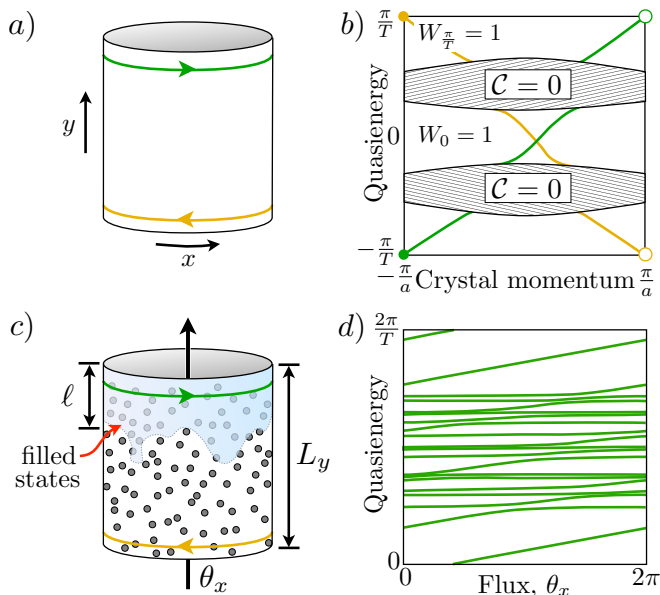 a)
y
x
b)
π/T
W_{π/T} = 1
C = 0
0
W_0 = 1
C = 0
−π/T
Quasienergy
−π/a Crystal momentum π/a
c)
ℓ
filled
states
L_y
θ_x
d)
2π/T
Quasienergy
0
0 2π
Flux, θ_x